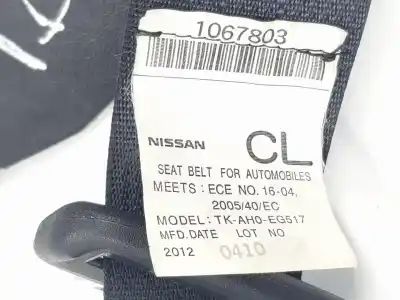 1067803
NISSAN CL
SEAT BELT FOR AUTOMOBILES
MEETS: ECE NO. 16-04,
2005/40/EC
MODEL: TK-AH0-EG517
MFD.DATE LOT NO
2012 0410